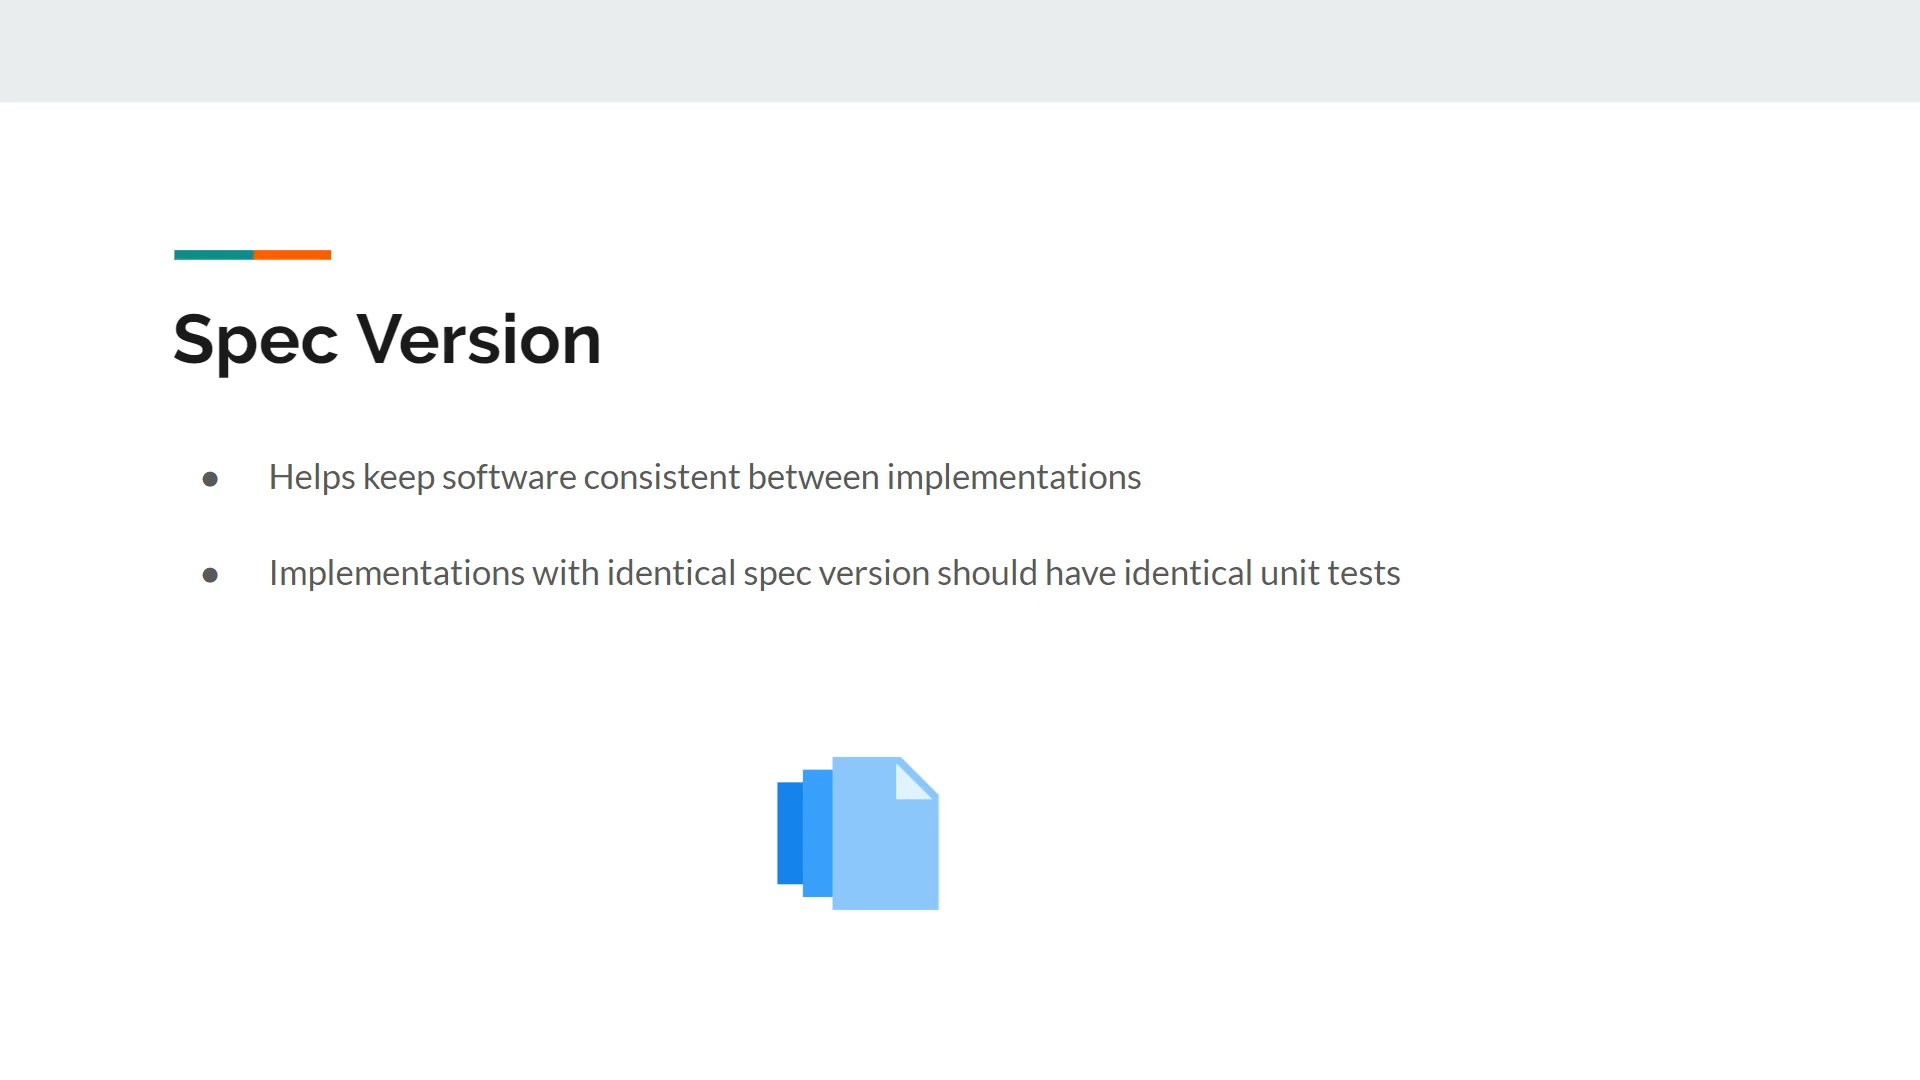 Spec Version
● Helps keep software consistent between implementations
● Implementations with identical spec version should have identical unit tests